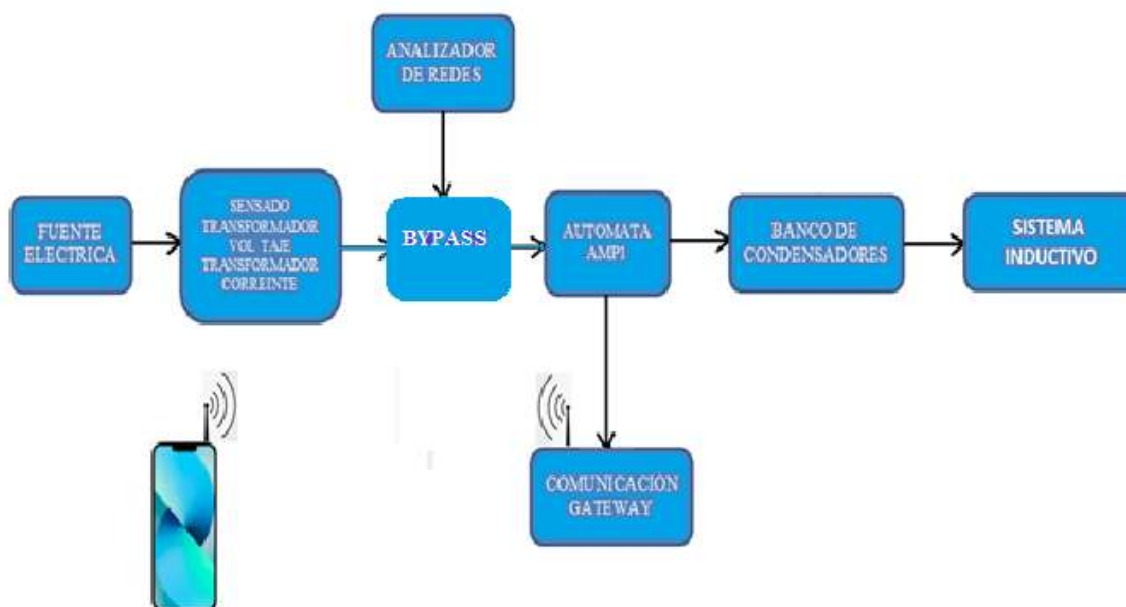 ANALIZADOR
DE REDES
FUENTE
ELECTRICA
SENSADO
TRANSFORMADOR
VOL TAJE
TRANSFORMADOR
CORREINTE
BYPASS
AUTOMATA
AMPI
BANCO DE
CONDENSADORES
SISTEMA
INDUCTIVO
COMUNICACIÓN
GATEWAY